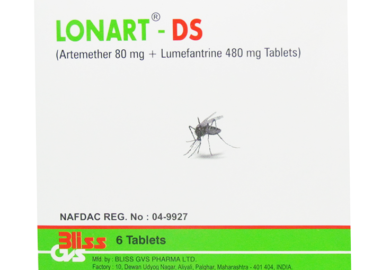 LONART® - DS
(Artemether 80 mg + Lumefantrine 480 mg Tablets)
NAFDAC REG. No : 04-9927
Bliss
GVS
6 Tablets
Mfd. by : BLISS GVS PHARMA LTD.
Factory : 10, Dewan Udyog Nagar, Aliyali, Palghar, Maharashtra - 401 404, INDIA.